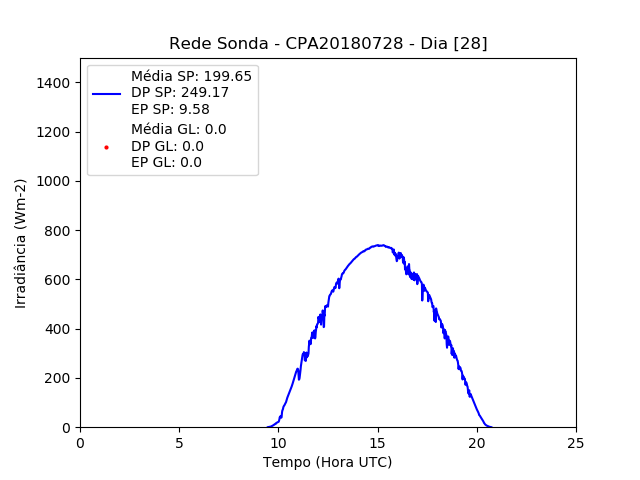 Rede Sonda - CPA20180728 - Dia [28]
Média SP: 199.65
DP SP: 249.17
EP SP: 9.58
Média GL: 0.0
DP GL: 0.0
EP GL: 0.0
Irradiância (Wm-2)
1400
1200
1000
800
600
400
200
0
0 5 10 15 20 25
Tempo (Hora UTC)